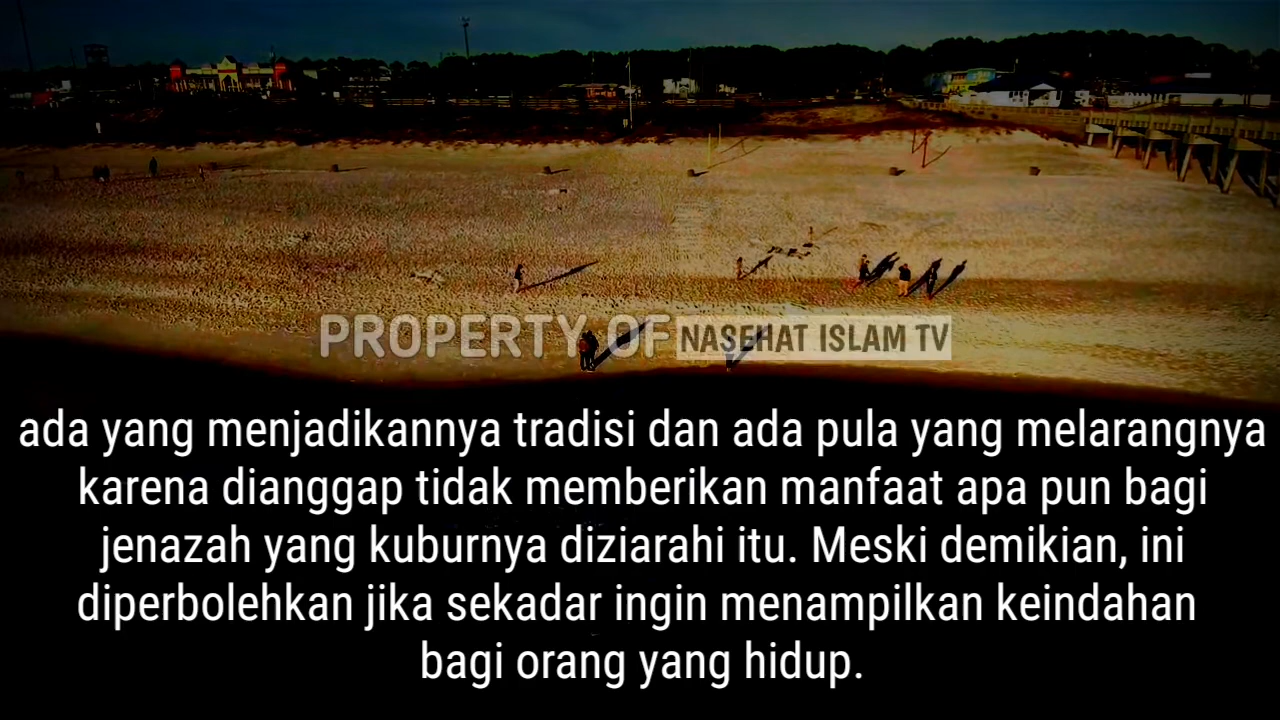 PROPERTY OF NASEHAT ISLAM TV
ada yang menjadikannya tradisi dan ada pula yang melarangnya
karena dianggap tidak memberikan manfaat apa pun bagi
jenazah yang kuburnya diziarahi itu. Meski demikian, ini
diperbolehkan jika sekadar ingin menampilkan keindahan
bagi orang yang hidup.